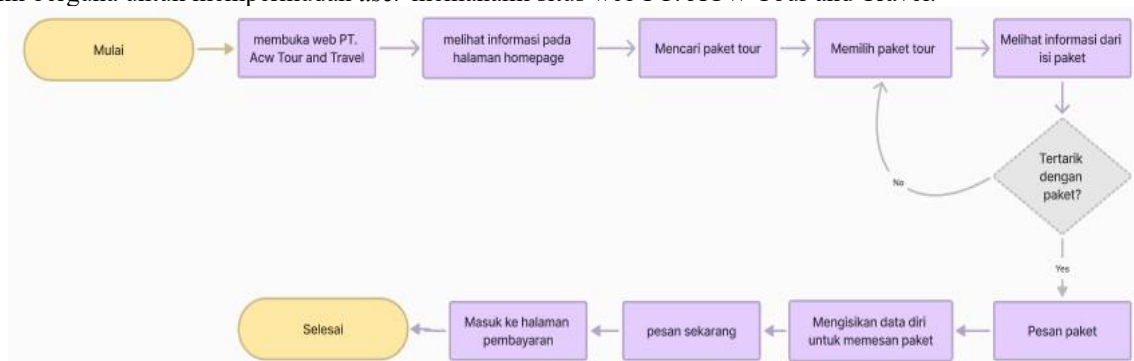 Mulai
membuka web PT.
Acw Tour and Travel
melihat informasi pada
halaman homepage
Mencari paket tour
Memilih paket tour
Melihat informasi dari
isi paket
Tertarik
dengan
paket?
No
Yes
Pesan paket
Mengisikan data diri
untuk memesan paket
pesan sekarang
Masuk ke halaman
pembayaran
Selesai